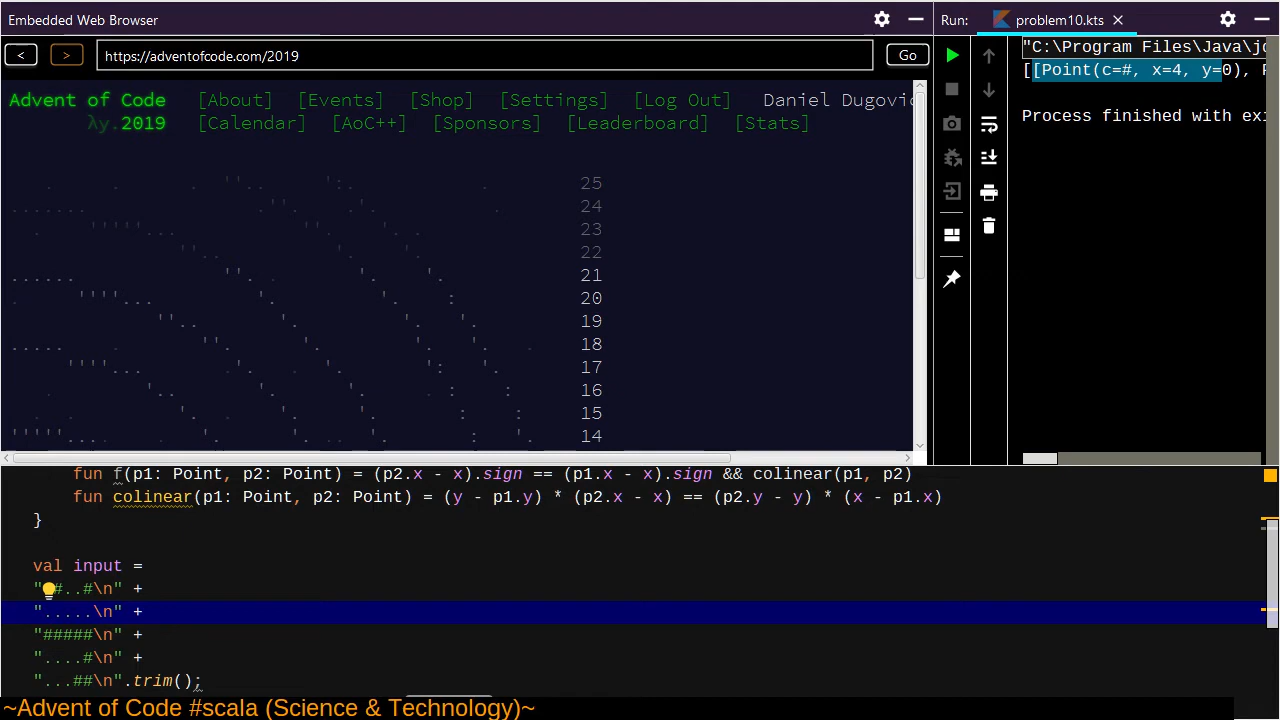 Embedded Web Browser
Run: problem10.kts
< > https://adventofcode.com/2019 Go
Advent of Code [About] [Events] [Shop] [Settings] [Log Out] Daniel Dugovic
λy.2019 [Calendar] [AoC++] [Sponsors] [Leaderboard] [Stats]
25
24
23
22
21
20
19
18
17
16
15
14
"C:\Program Files\Java\j
[[Point(c=#, x=4, y=0),
Process finished with exi
fun f(p1: Point, p2: Point) = (p2.x - x).sign == (p1.x - x).sign && colinear(p1, p2)
fun colinear(p1: Point, p2: Point) = (y - p1.y) * (p2.x - x) == (p2.y - y) * (x - p1.x)
}
val input =
" #..#\n" +
".....\n" +
"#####\n" +
"....#\n" +
"...##\n".trim();
~Advent of Code #scala (Science & Technology)~